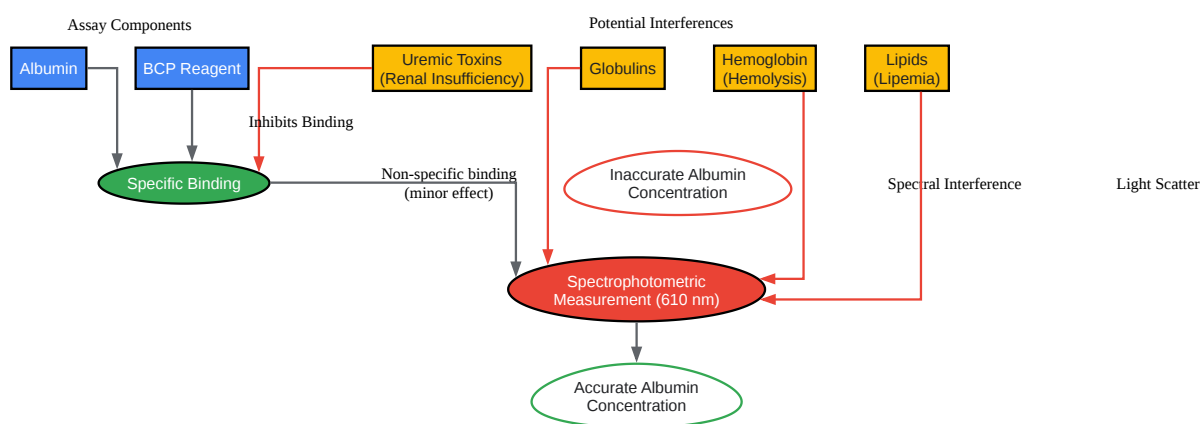 Assay Components
Potential Interferences
Albumin
BCP Reagent
Uremic Toxins
(Renal Insufficiency)
Globulins
Hemoglobin
(Hemolysis)
Lipids
(Lipemia)
Inhibits Binding
Specific Binding
Non-specific binding
(minor effect)
Inaccurate Albumin
Concentration
Spectral Interference
Light Scatter
Spectrophotometric
Measurement (610 nm)
Accurate Albumin
Concentration